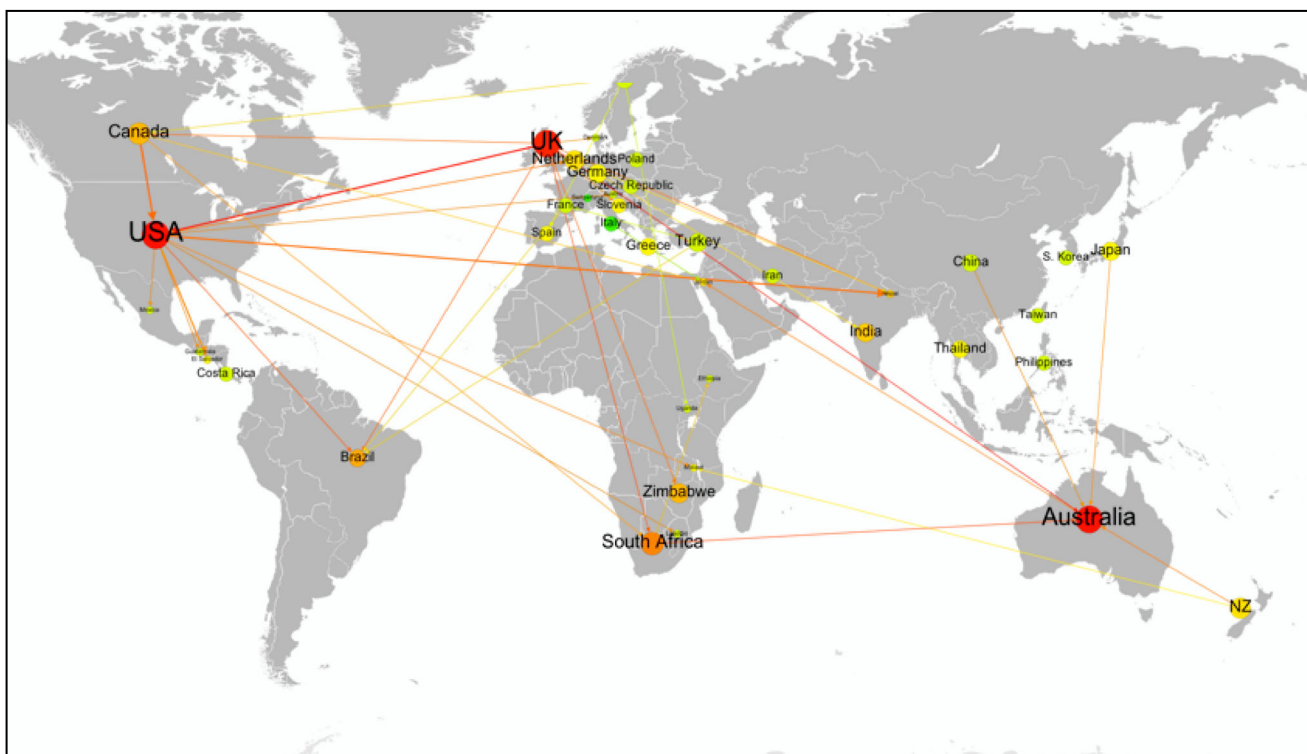 Canada
UK
Denmark
Netherlands
Poland
Germany
Czech Republic
France
Slovenia
Italy
USA
Spain
Greece
Turkey
China
S. Korea
Japan
Iran
Mexico
Taiwan
India
Guatemala
El Salvador
Thailand
Philippines
Costa Rica
Ethiopia
Uganda
Brazil
Malawi
Zimbabwe
Australia
South Africa
NZ